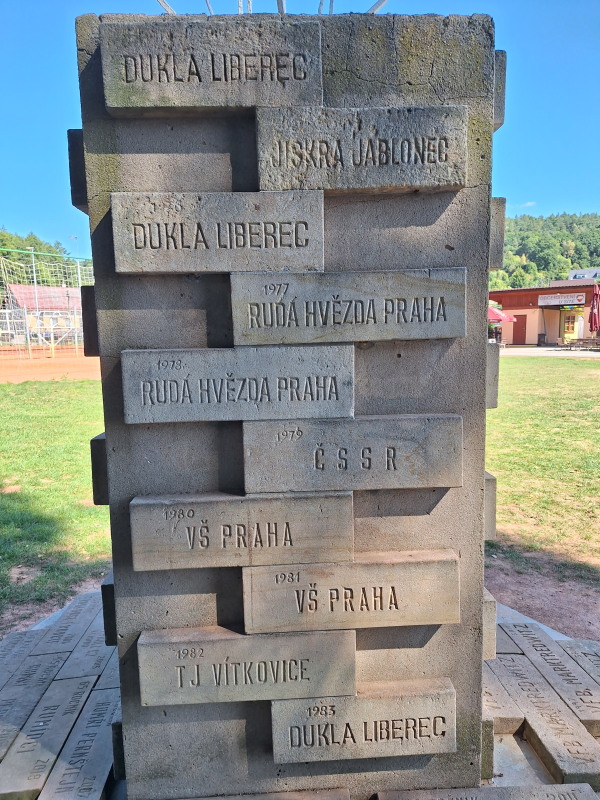 DUKLA LIBEREC
JISKRA JABLONEC
DUKLA LIBEREC
1977
RUDÁ HVĚZDA PRAHA
1978
RUDÁ HVĚZDA PRAHA
1979
ČSSR
1980
VŠ PRAHA
1981
VŠ PRAHA
1982
TJ VÍTKOVICE
1983
DUKLA LIBEREC